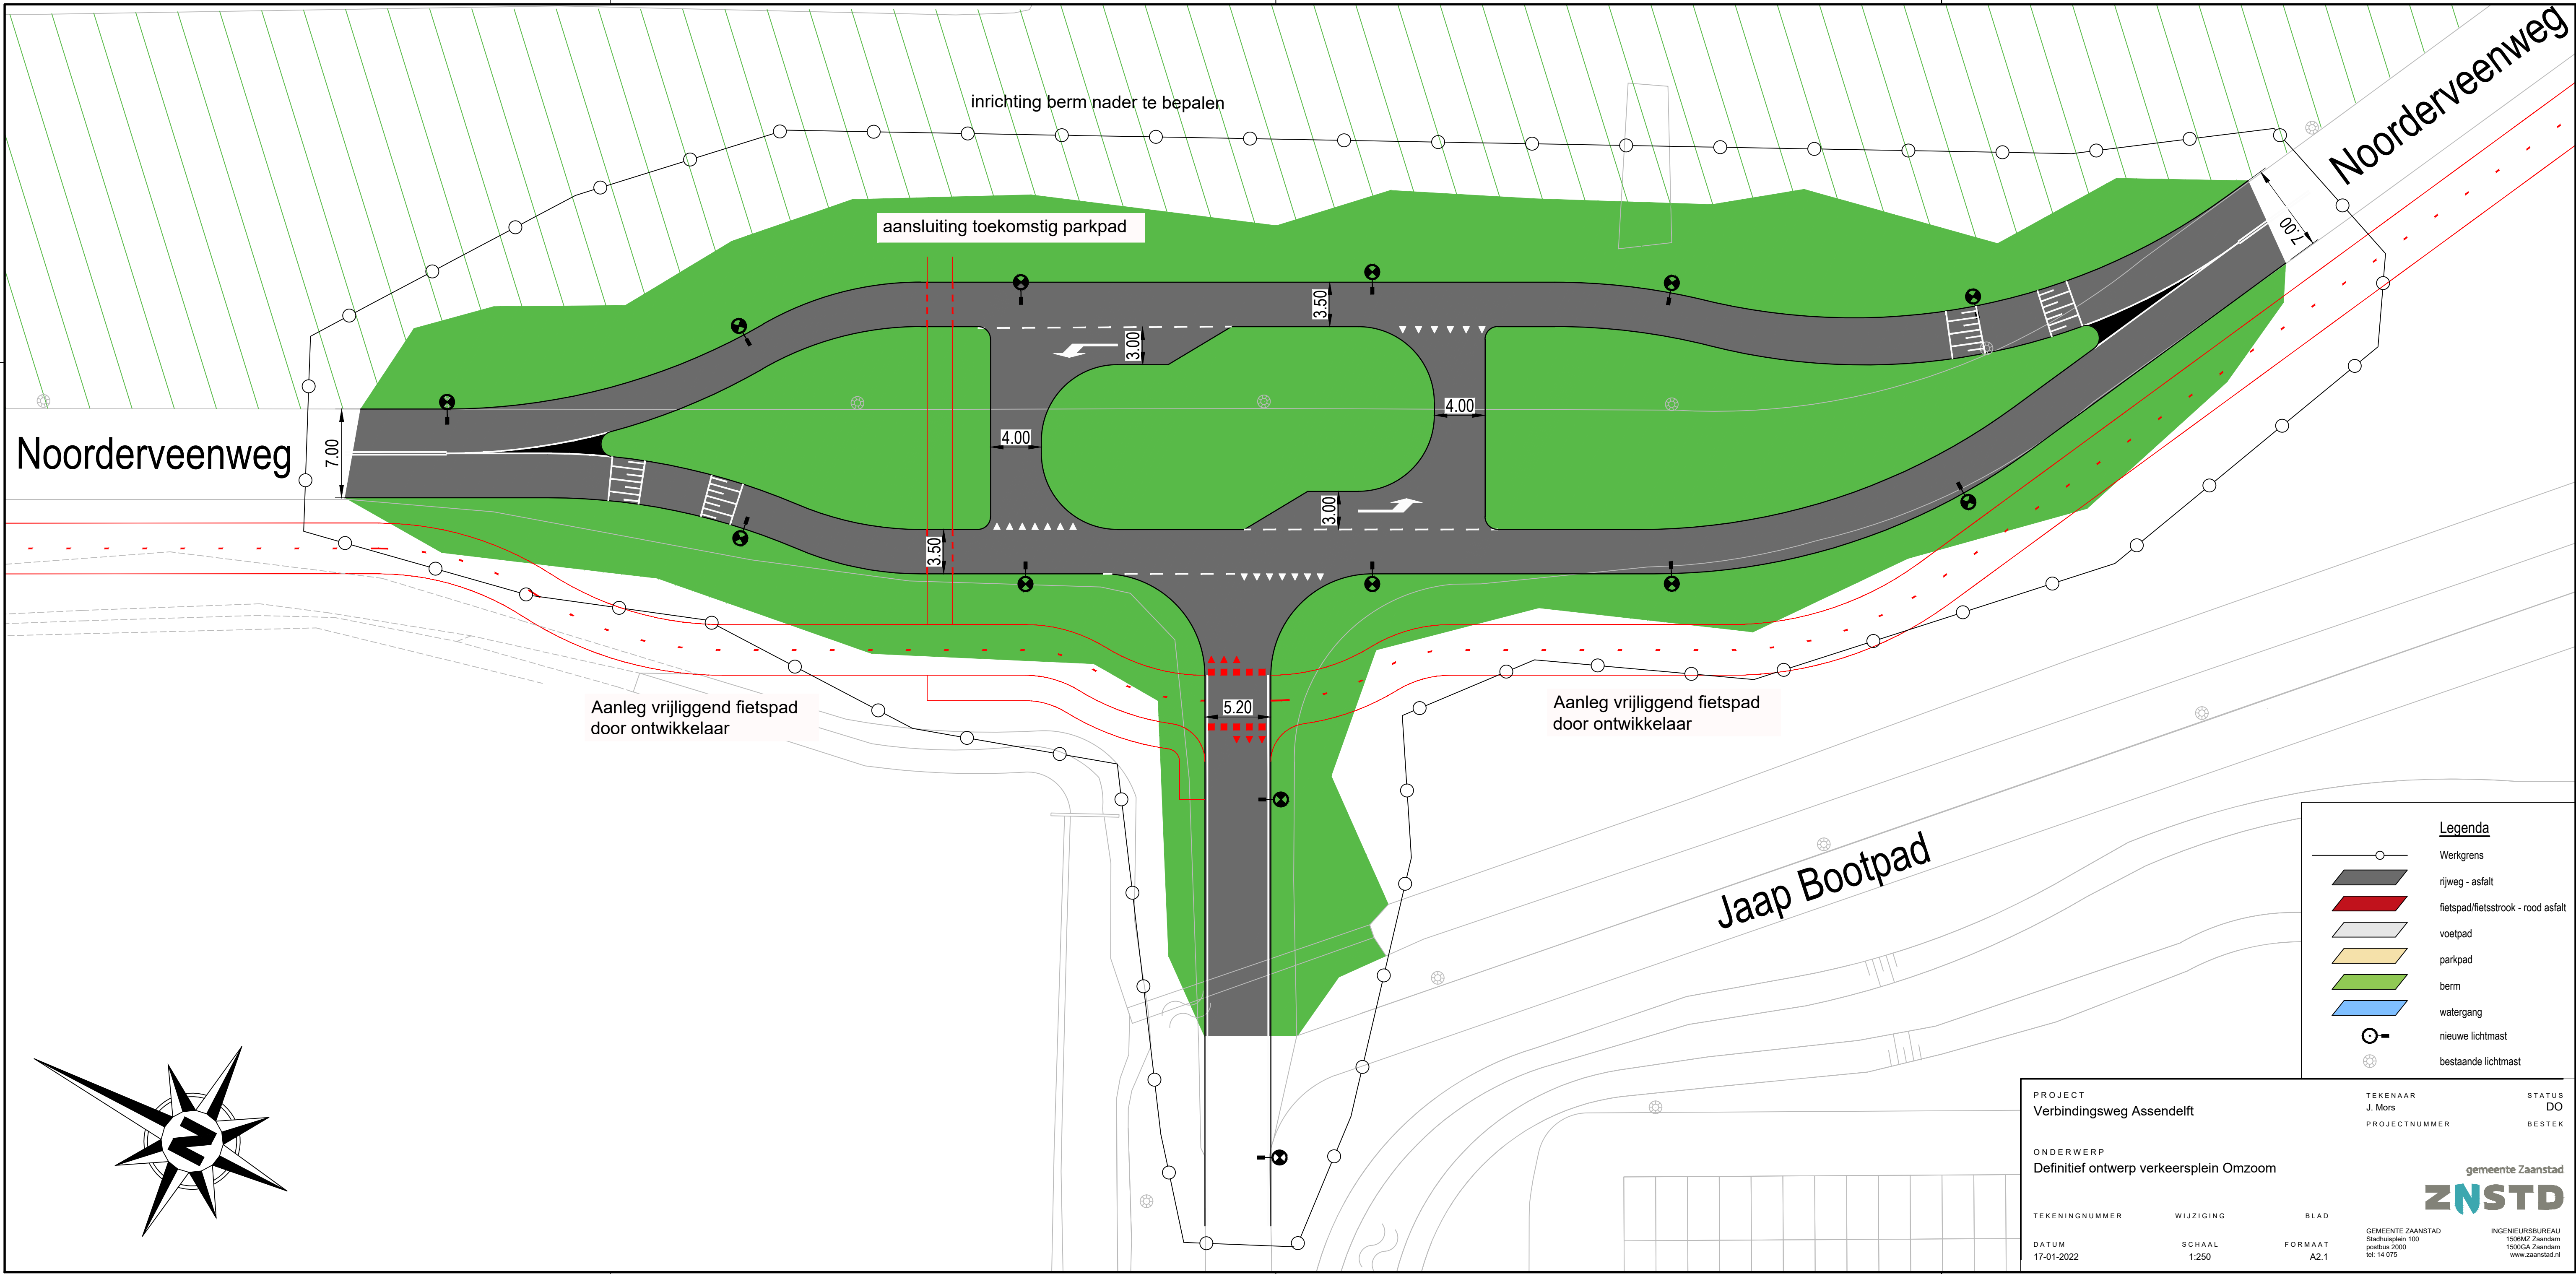 Noorderveenweg
inrichting berm nader te bepalen
aansluiting toekomstig parkpad
7.00
3.50
3.00
4.00
4.00
Noorderveenweg
7.00
3.00
3.50
5.20
Aanleg vrijliggend fietspad
door ontwikkelaar
Aanleg vrijliggend fietspad
door ontwikkelaar
Jaap Bootpad
N
Legenda
Werkgrens
rijweg - asfalt
fietspad/fietsstrook - rood asfalt
voetpad
parkpad
berm
watergang
nieuwe lichtmast
bestaande lichtmast
PROJECT
Verbindingsweg Assendelft
TEKENAAR
J. Mors
STATUS
DO
PROJECTNUMMER
BESTEK
ONDERWERP
Definitief ontwerp verkeersplein Omzoom
gemeente Zaanstad
ZNSTD
TEKENINGNUMMER
WIJZIGING
BLAD
DATUM
17-01-2022
SCHAAL
1:250
FORMAAT
A2.1
GEMEENTE ZAANSTAD
Stadhuisplein 100
postbus 2000
tel: 14 075
INGENIEURSBUREAU
1506MZ Zaandam
1500GA Zaandam
www.zaanstad.nl